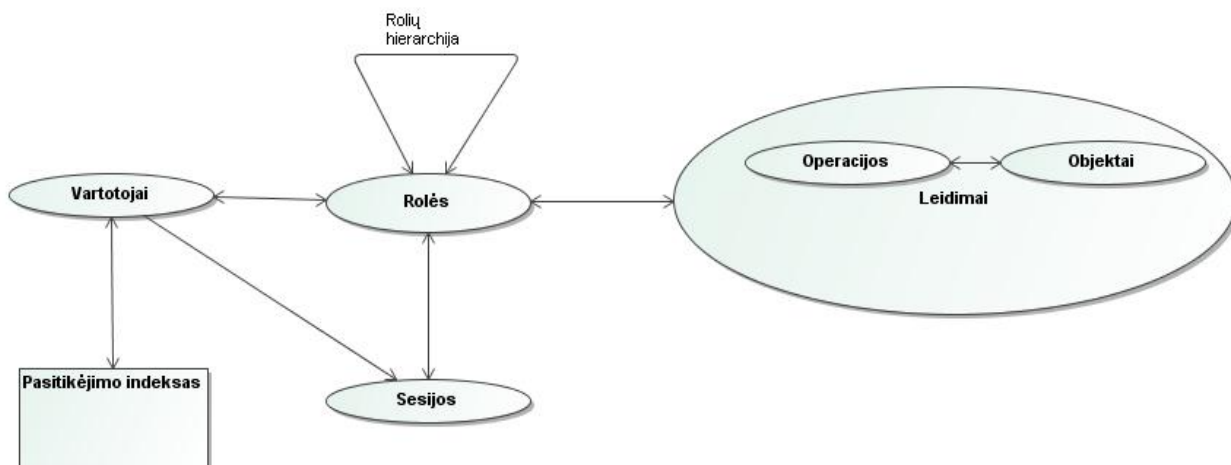 Rolių
hierarchija
Operacijos
Objektai
Leidimai
Vartotojai
Rolės
Pasitikėjimo indeksas
Sesijos